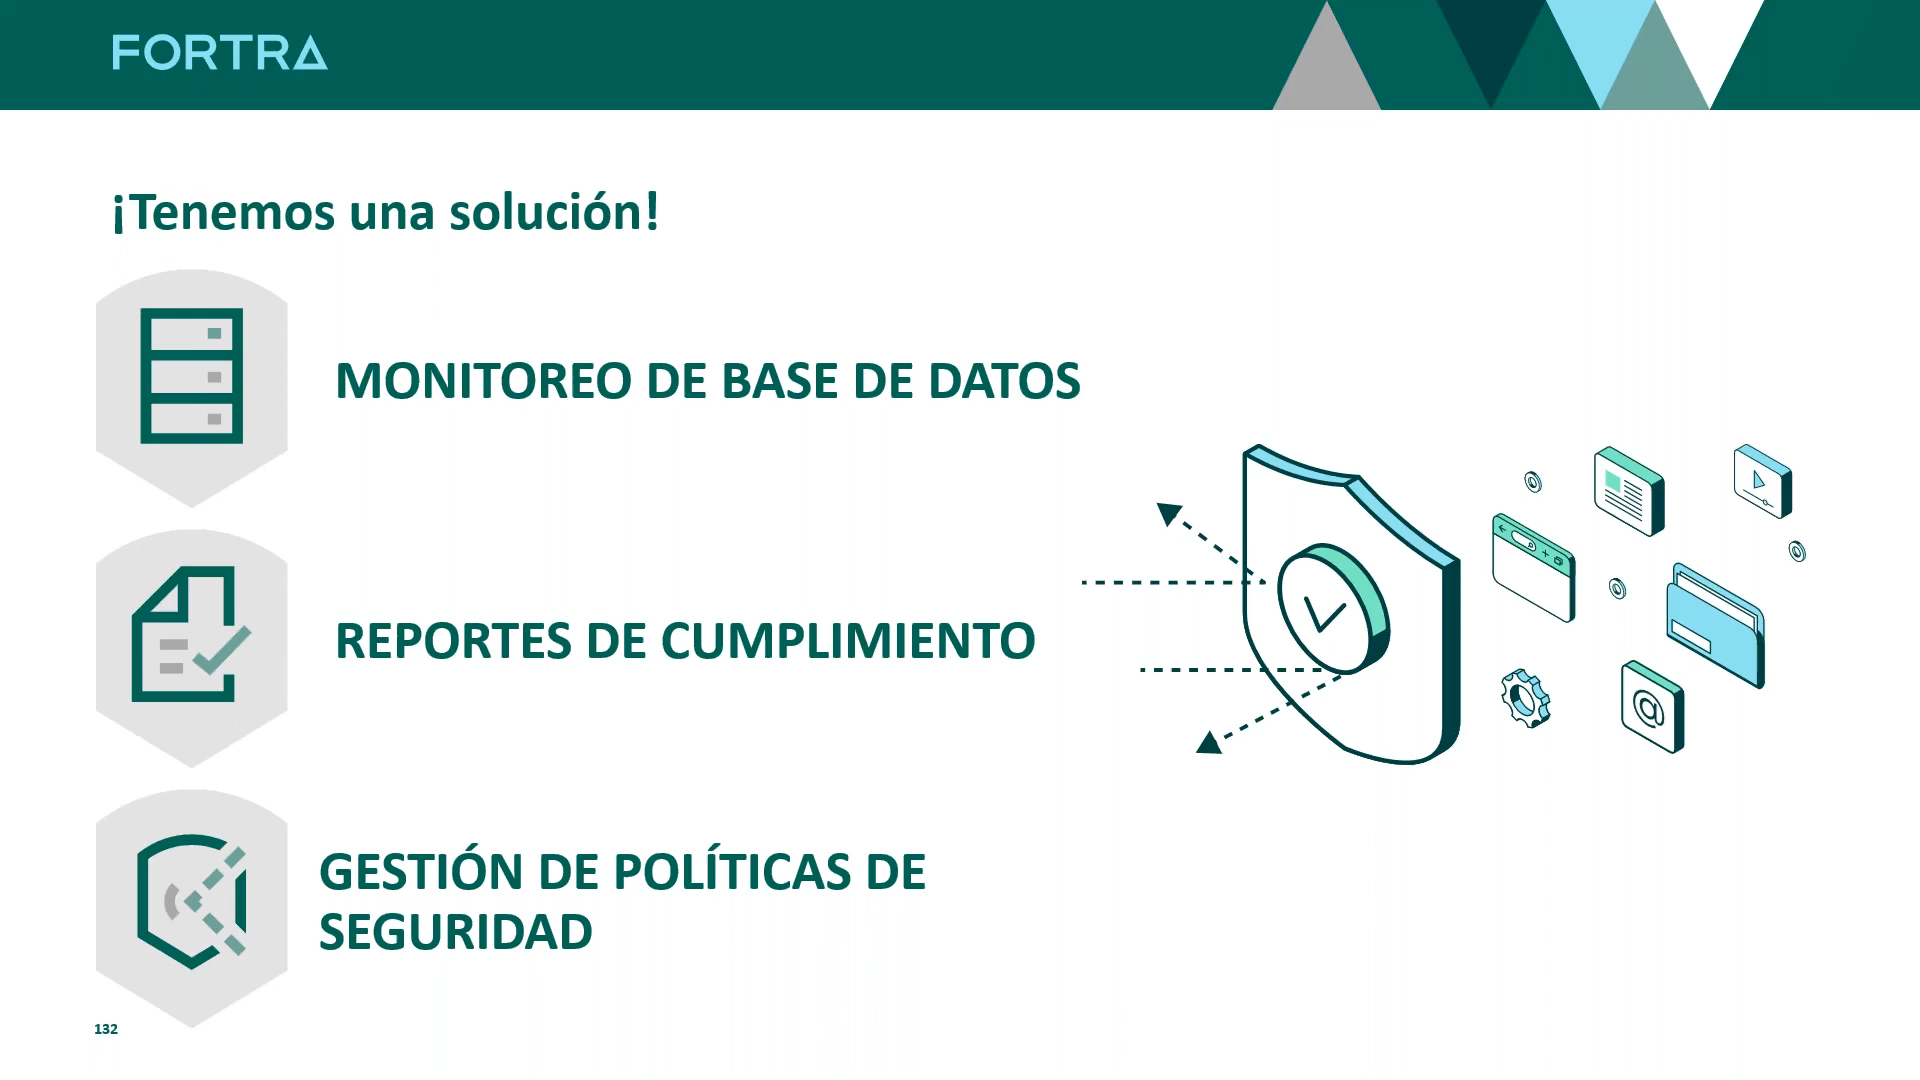 FORTRA
¡Tenemos una solución!
MONITOREO DE BASE DE DATOS
REPORTES DE CUMPLIMIENTO
GESTIÓN DE POLÍTICAS DE
SEGURIDAD
@
132